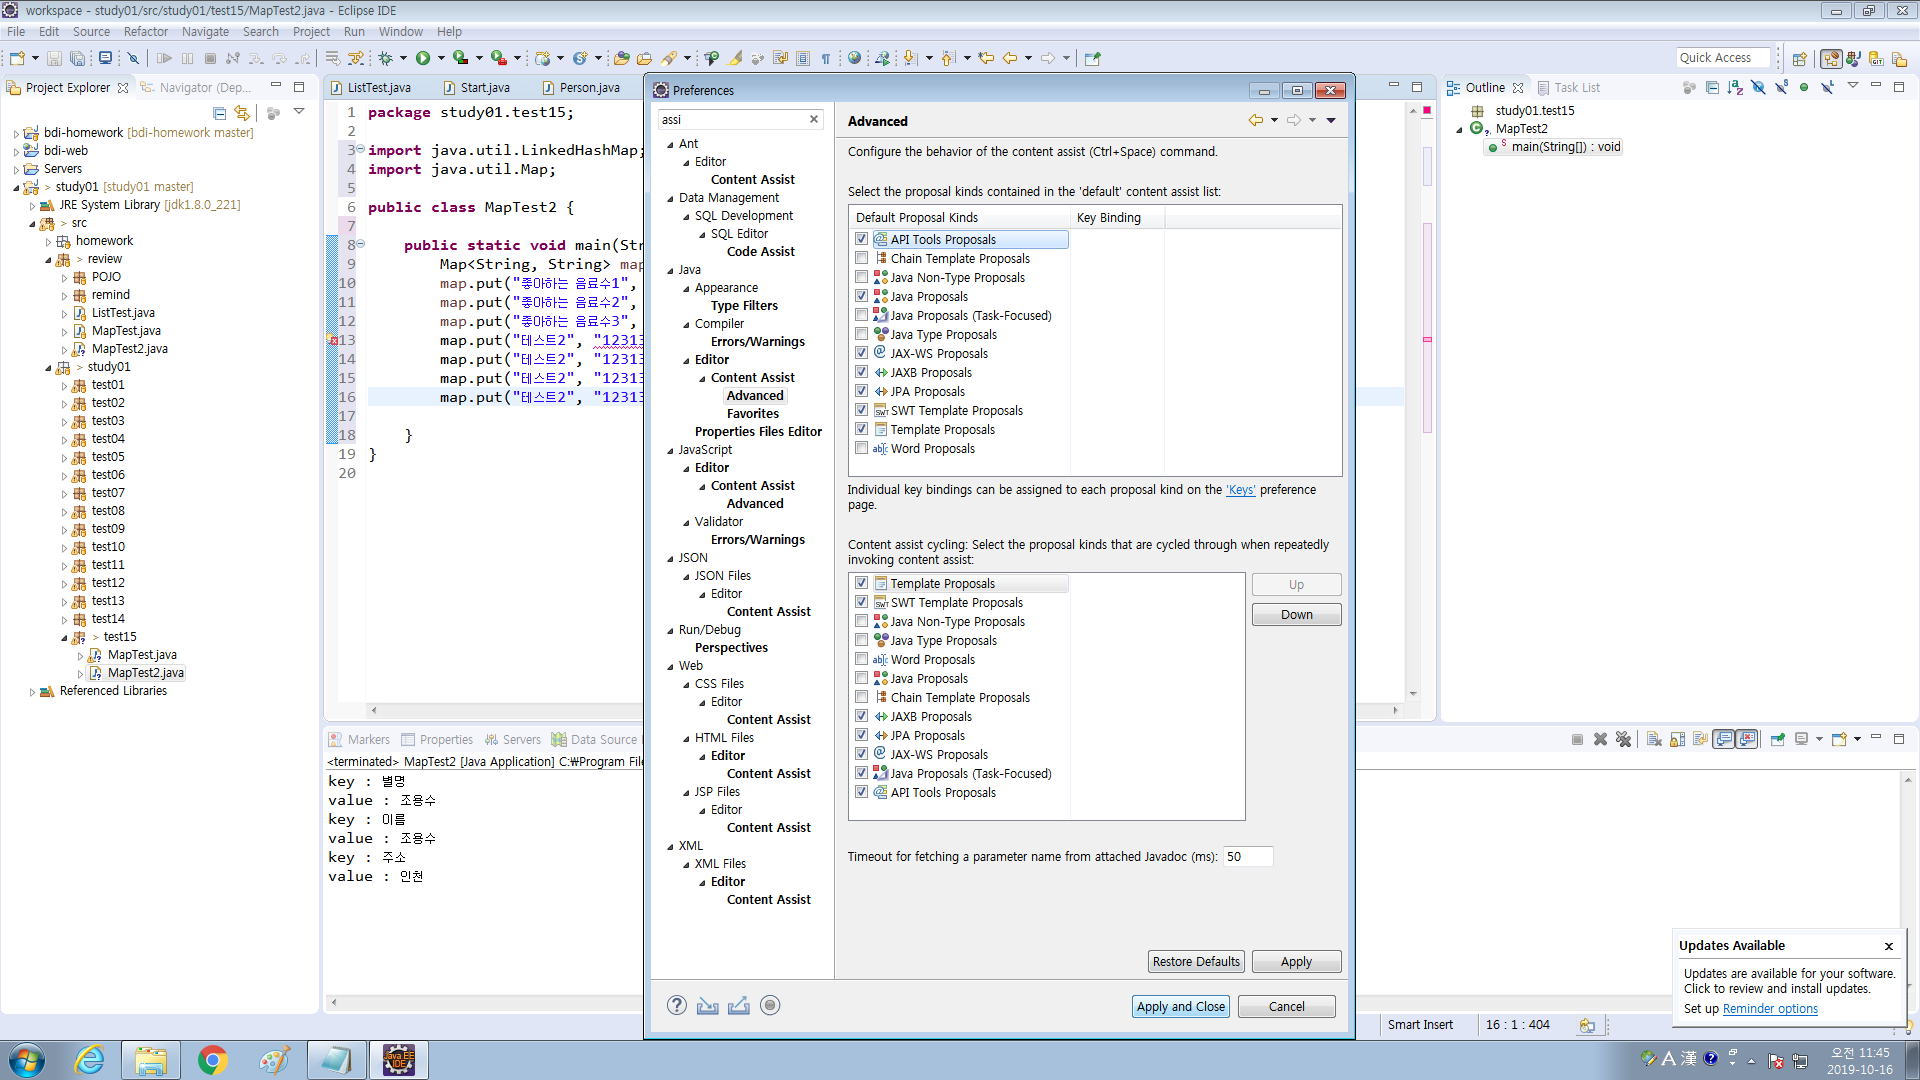 workspace - study01/src/study01/test15/MapTest2.java - Eclipse IDE
File Edit Source Refactor Navigate Search Project Run Window Help
Quick Access
Project Explorer
Navigator (Dep...
bdi-homework [bdi-homework master]
bdi-web
Servers
> study01 [study01 master]
JRE System Library [jdk1.8.0_221]
> src
homework
> review
POJO
remind
ListTest.java
MapTest.java
MapTest2.java
> study01
test01
test02
test03
test04
test05
test06
test07
test08
test09
test10
test11
test12
test13
test14
> test15
MapTest.java
MapTest2.java
Referenced Libraries
ListTest.java Start.java Person.java
1 package study01.test15;
2
3 import java.util.LinkedHashMap;
4 import java.util.Map;
5
6 public class MapTest2 {
7
8 public static void main(Str
9 Map<String, String> map
10 map.put("좋아하는 음료수1",
11 map.put("좋아하는 음료수2",
12 map.put("좋아하는 음료수3",
13 map.put("테스트2", "12313
14 map.put("테스트2", "12313
15 map.put("테스트2", "12313
16 map.put("테스트2", "12313
17
18 }
19 }
20
Markers Properties Servers Data Source
<terminated> MapTest2 [Java Application] C:₩Program File
key : 별명
value : 조용수
key : 이름
value : 조용수
key : 주소
value : 인천
Preferences
assi
Ant
Editor
Content Assist
Data Management
SQL Development
SQL Editor
Code Assist
Java
Appearance
Type Filters
Compiler
Errors/Warnings
Editor
Content Assist
Advanced
Favorites
Properties Files Editor
JavaScript
Editor
Content Assist
Advanced
Validator
Errors/Warnings
JSON
JSON Files
Editor
Content Assist
Run/Debug
Perspectives
Web
CSS Files
Editor
Content Assist
HTML Files
Editor
Content Assist
JSP Files
Editor
Content Assist
XML
XML Files
Editor
Content Assist
Advanced
Configure the behavior of the content assist (Ctrl+Space) command.
Select the proposal kinds contained in the 'default' content assist list:
Default Proposal Kinds Key Binding
API Tools Proposals
Chain Template Proposals
Java Non-Type Proposals
Java Proposals
Java Proposals (Task-Focused)
Java Type Proposals
JAX-WS Proposals
JAXB Proposals
JPA Proposals
SWT Template Proposals
Template Proposals
Word Proposals
Individual key bindings can be assigned to each proposal kind on the 'Keys' preference
page.
Content assist cycling: Select the proposal kinds that are cycled through when repeatedly
invoking content assist:
Template Proposals
SWT Template Proposals
Java Non-Type Proposals
Java Type Proposals
Word Proposals
Java Proposals
Chain Template Proposals
JAXB Proposals
JPA Proposals
JAX-WS Proposals
Java Proposals (Task-Focused)
API Tools Proposals
Up
Down
Timeout for fetching a parameter name from attached Javadoc (ms): 50
Restore Defaults Apply
Apply and Close Cancel
Outline Task List
study01.test15
MapTest2
main(String[]) : void
Updates Available
Updates are available for your software.
Click to review and install updates.
Set up Reminder options
Smart Insert 16 : 1 : 404
Java EE
IDE
A 漢
오전 11:45
2019-10-16